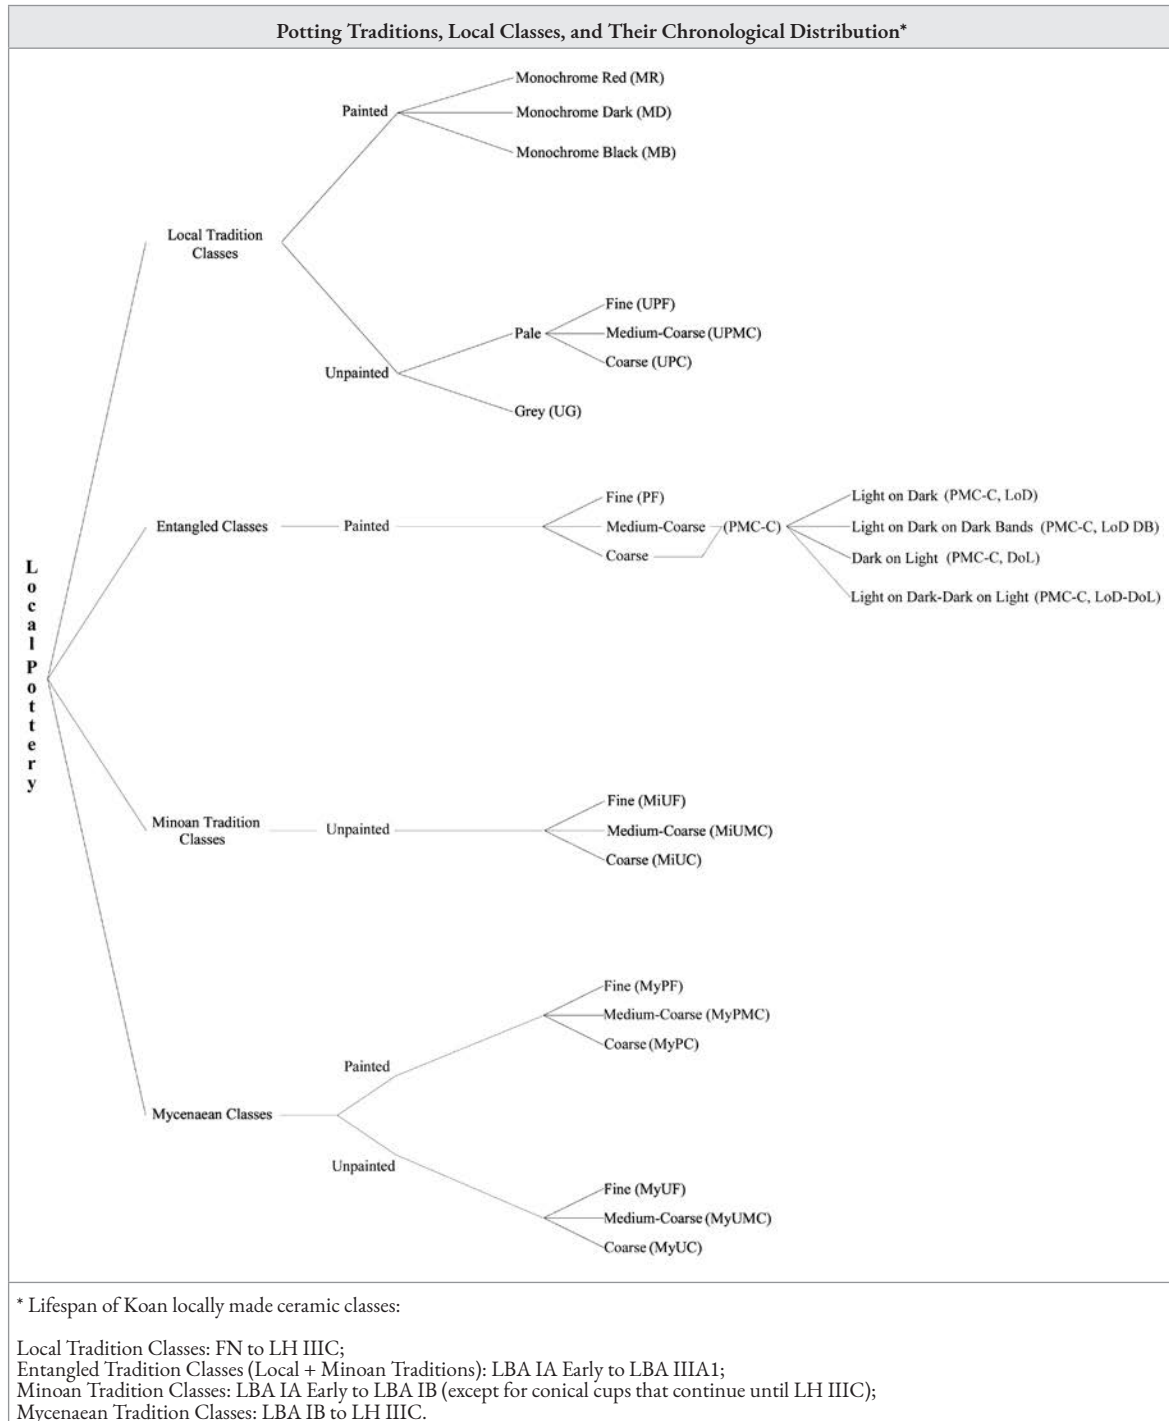 Potting Traditions, Local Classes, and Their Chronological Distribution*
Local Pottery
Local Tradition
Classes
Painted
Monochrome Red (MR)
Monochrome Dark (MD)
Monochrome Black (MB)
Unpainted
Pale
Fine (UPF)
Medium-Coarse (UPMC)
Coarse (UPC)
Grey (UG)
Entangled Classes
Painted
Fine (PF)
Medium-Coarse
Coarse
(PMC-C)
Light on Dark (PMC-C, LoD)
Light on Dark on Dark Bands (PMC-C, LoD DB)
Dark on Light (PMC-C, DoL)
Light on Dark-Dark on Light (PMC-C, LoD-DoL)
Minoan Tradition
Classes
Unpainted
Fine (MiUF)
Medium-Coarse (MiUMC)
Coarse (MiUC)
Mycenaean Classes
Painted
Fine (MyPF)
Medium-Coarse (MyPMC)
Coarse (MyPC)
Unpainted
Fine (MyUF)
Medium-Coarse (MyUMC)
Coarse (MyUC)
* Lifespan of Koan locally made ceramic classes:
Local Tradition Classes: FN to LH IIIC;
Entangled Tradition Classes (Local + Minoan Traditions): LBA IA Early to LBA IIIA1;
Minoan Tradition Classes: LBA IA Early to LBA IB (except for conical cups that continue until LH IIIC);
Mycenaean Tradition Classes: LBA IB to LH IIIC.